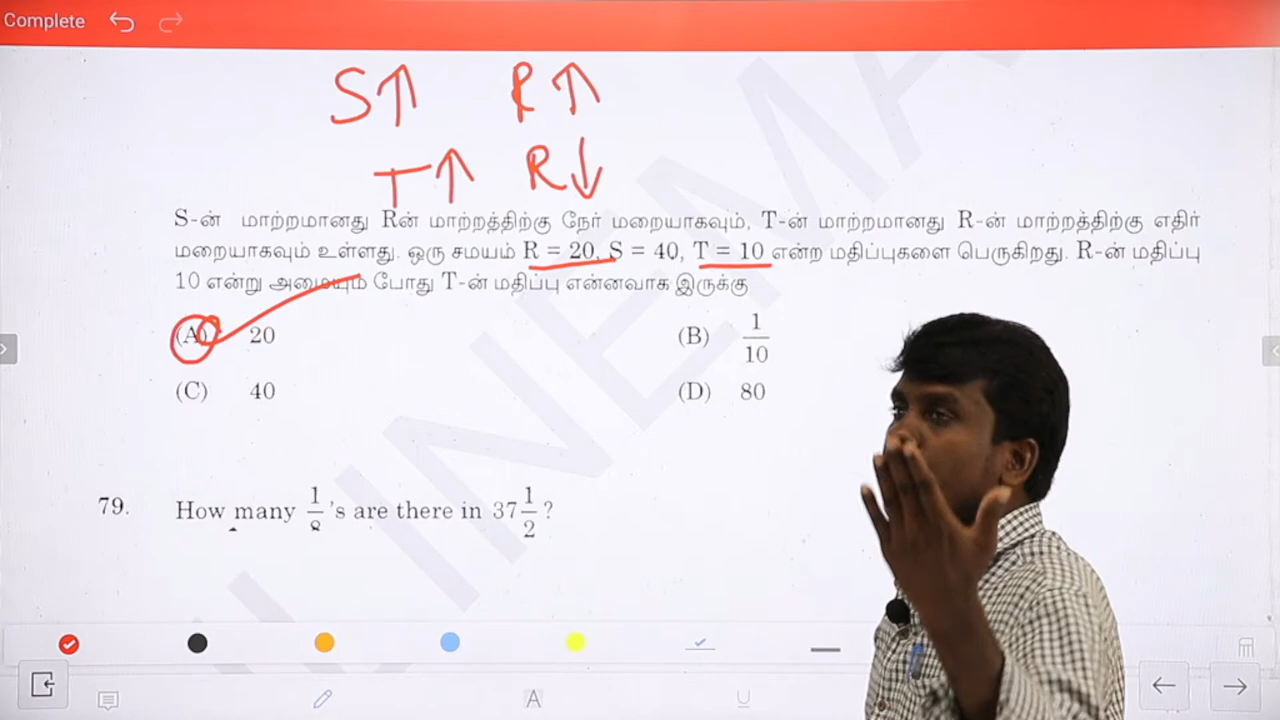 Complete
S↑ R↑
T↑ R↓
S-ன் மாற்றமானது Rன் மாற்றத்திற்கு நேர் மறையாகவும், T-ன் மாற்றமானது R-ன் மாற்றத்திற்கு எதிர்
மறையாகவும் உள்ளது. ஒரு சமயம் R = 20, S = 40, T = 10 என்ற மதிப்புகளை பெருகிறது. R-ன் மதிப்பு
10 என்று அமையும் போது T-ன் மதிப்பு என்னவாக இருக்கு
(A) 20 (B) 1/10
(C) 40 (D) 80
79. How many 1/8's are there in 37 1/2?
A U